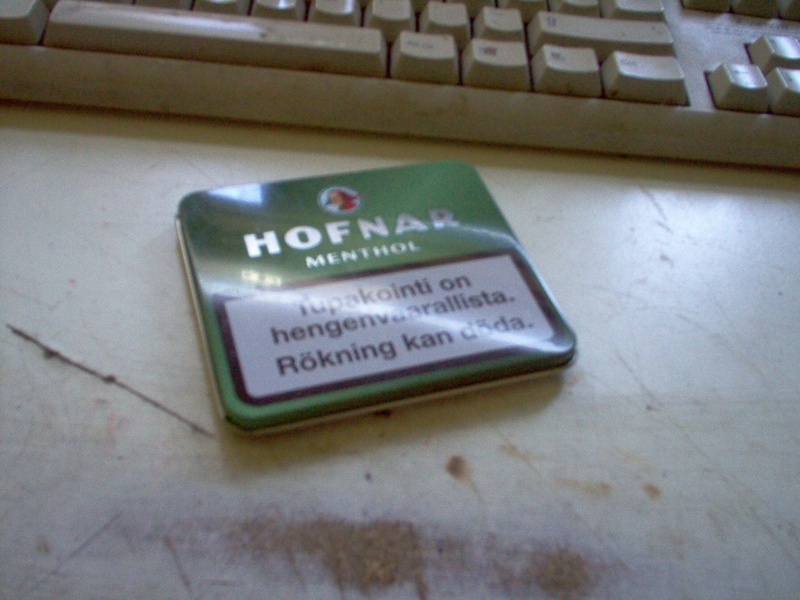 HOFNAR
MENTHOL
Tupakointi on
hengenvaarallista.
Rökning kan döda.